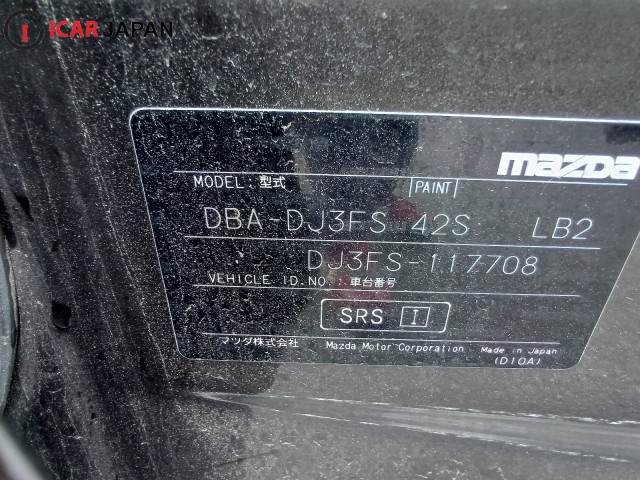 ICAR JAPAN
mazda
MODEL: 型式 PAINT
DBA-DJ3FS 42S LB2
DJ3FS-117708
VEHICLE ID.NO.: 車台番号
SRS I
マツダ株式会社 Mazda Motor Corporation Made in Japan
(D10A)